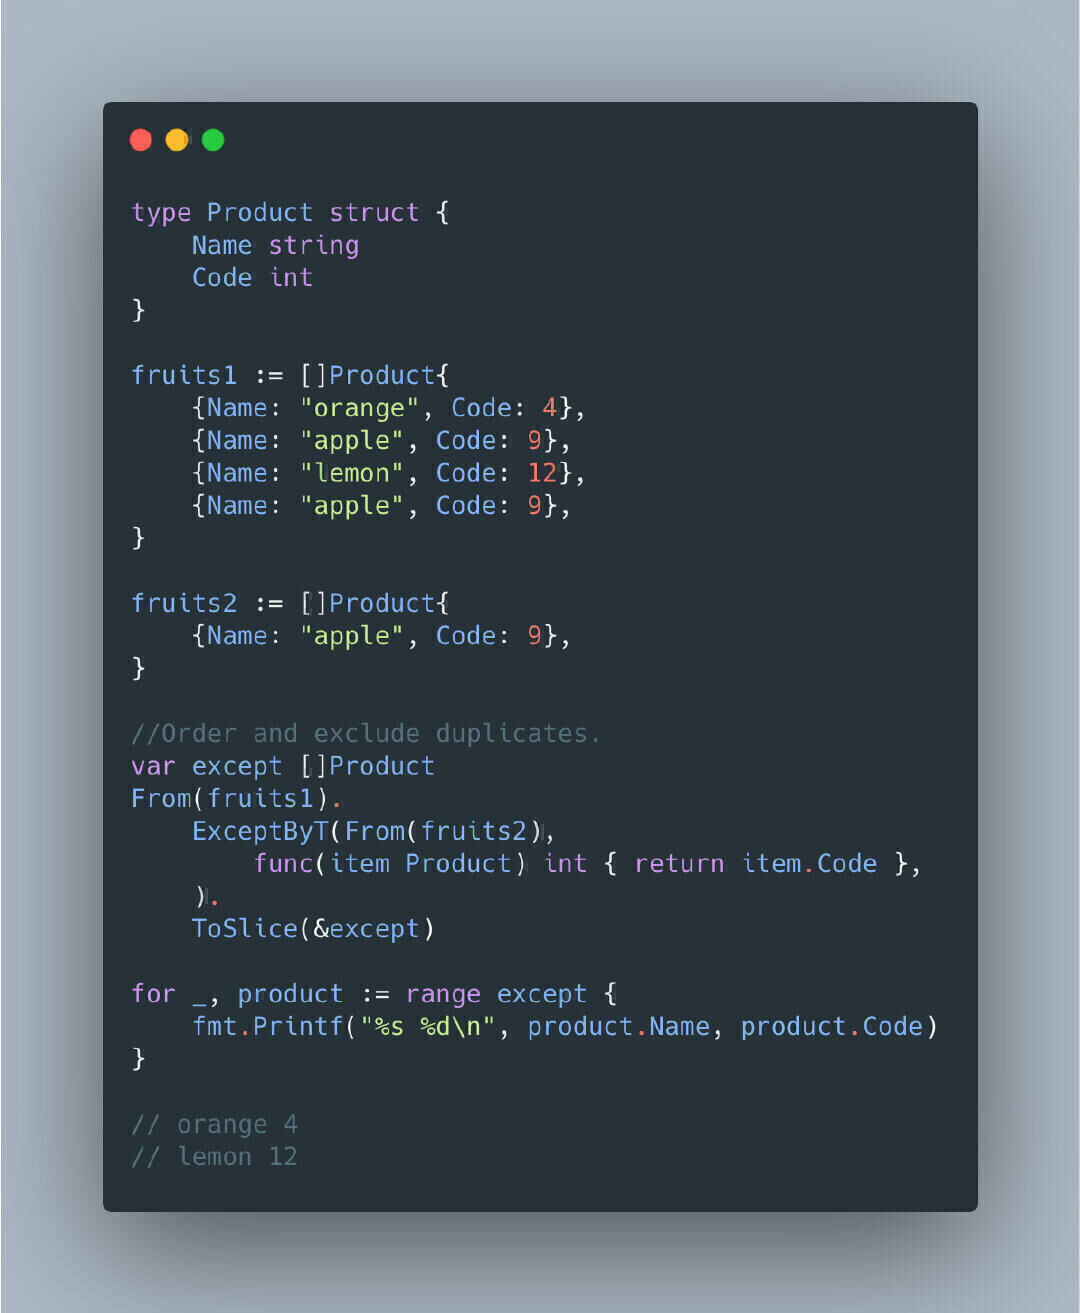 type Product struct {
    Name string
    Code int
}

fruits1 := []Product{
    {Name: "orange", Code: 4},
    {Name: "apple", Code: 9},
    {Name: "lemon", Code: 12},
    {Name: "apple", Code: 9},
}

fruits2 := []Product{
    {Name: "apple", Code: 9},
}

//Order and exclude duplicates.
var except []Product
From(fruits1).
    ExceptByT(From(fruits2),
        func(item Product) int { return item.Code },
    ).
    ToSlice(&except)

for _, product := range except {
    fmt.Printf("%s %d\n", product.Name, product.Code)
}

// orange 4
// lemon 12